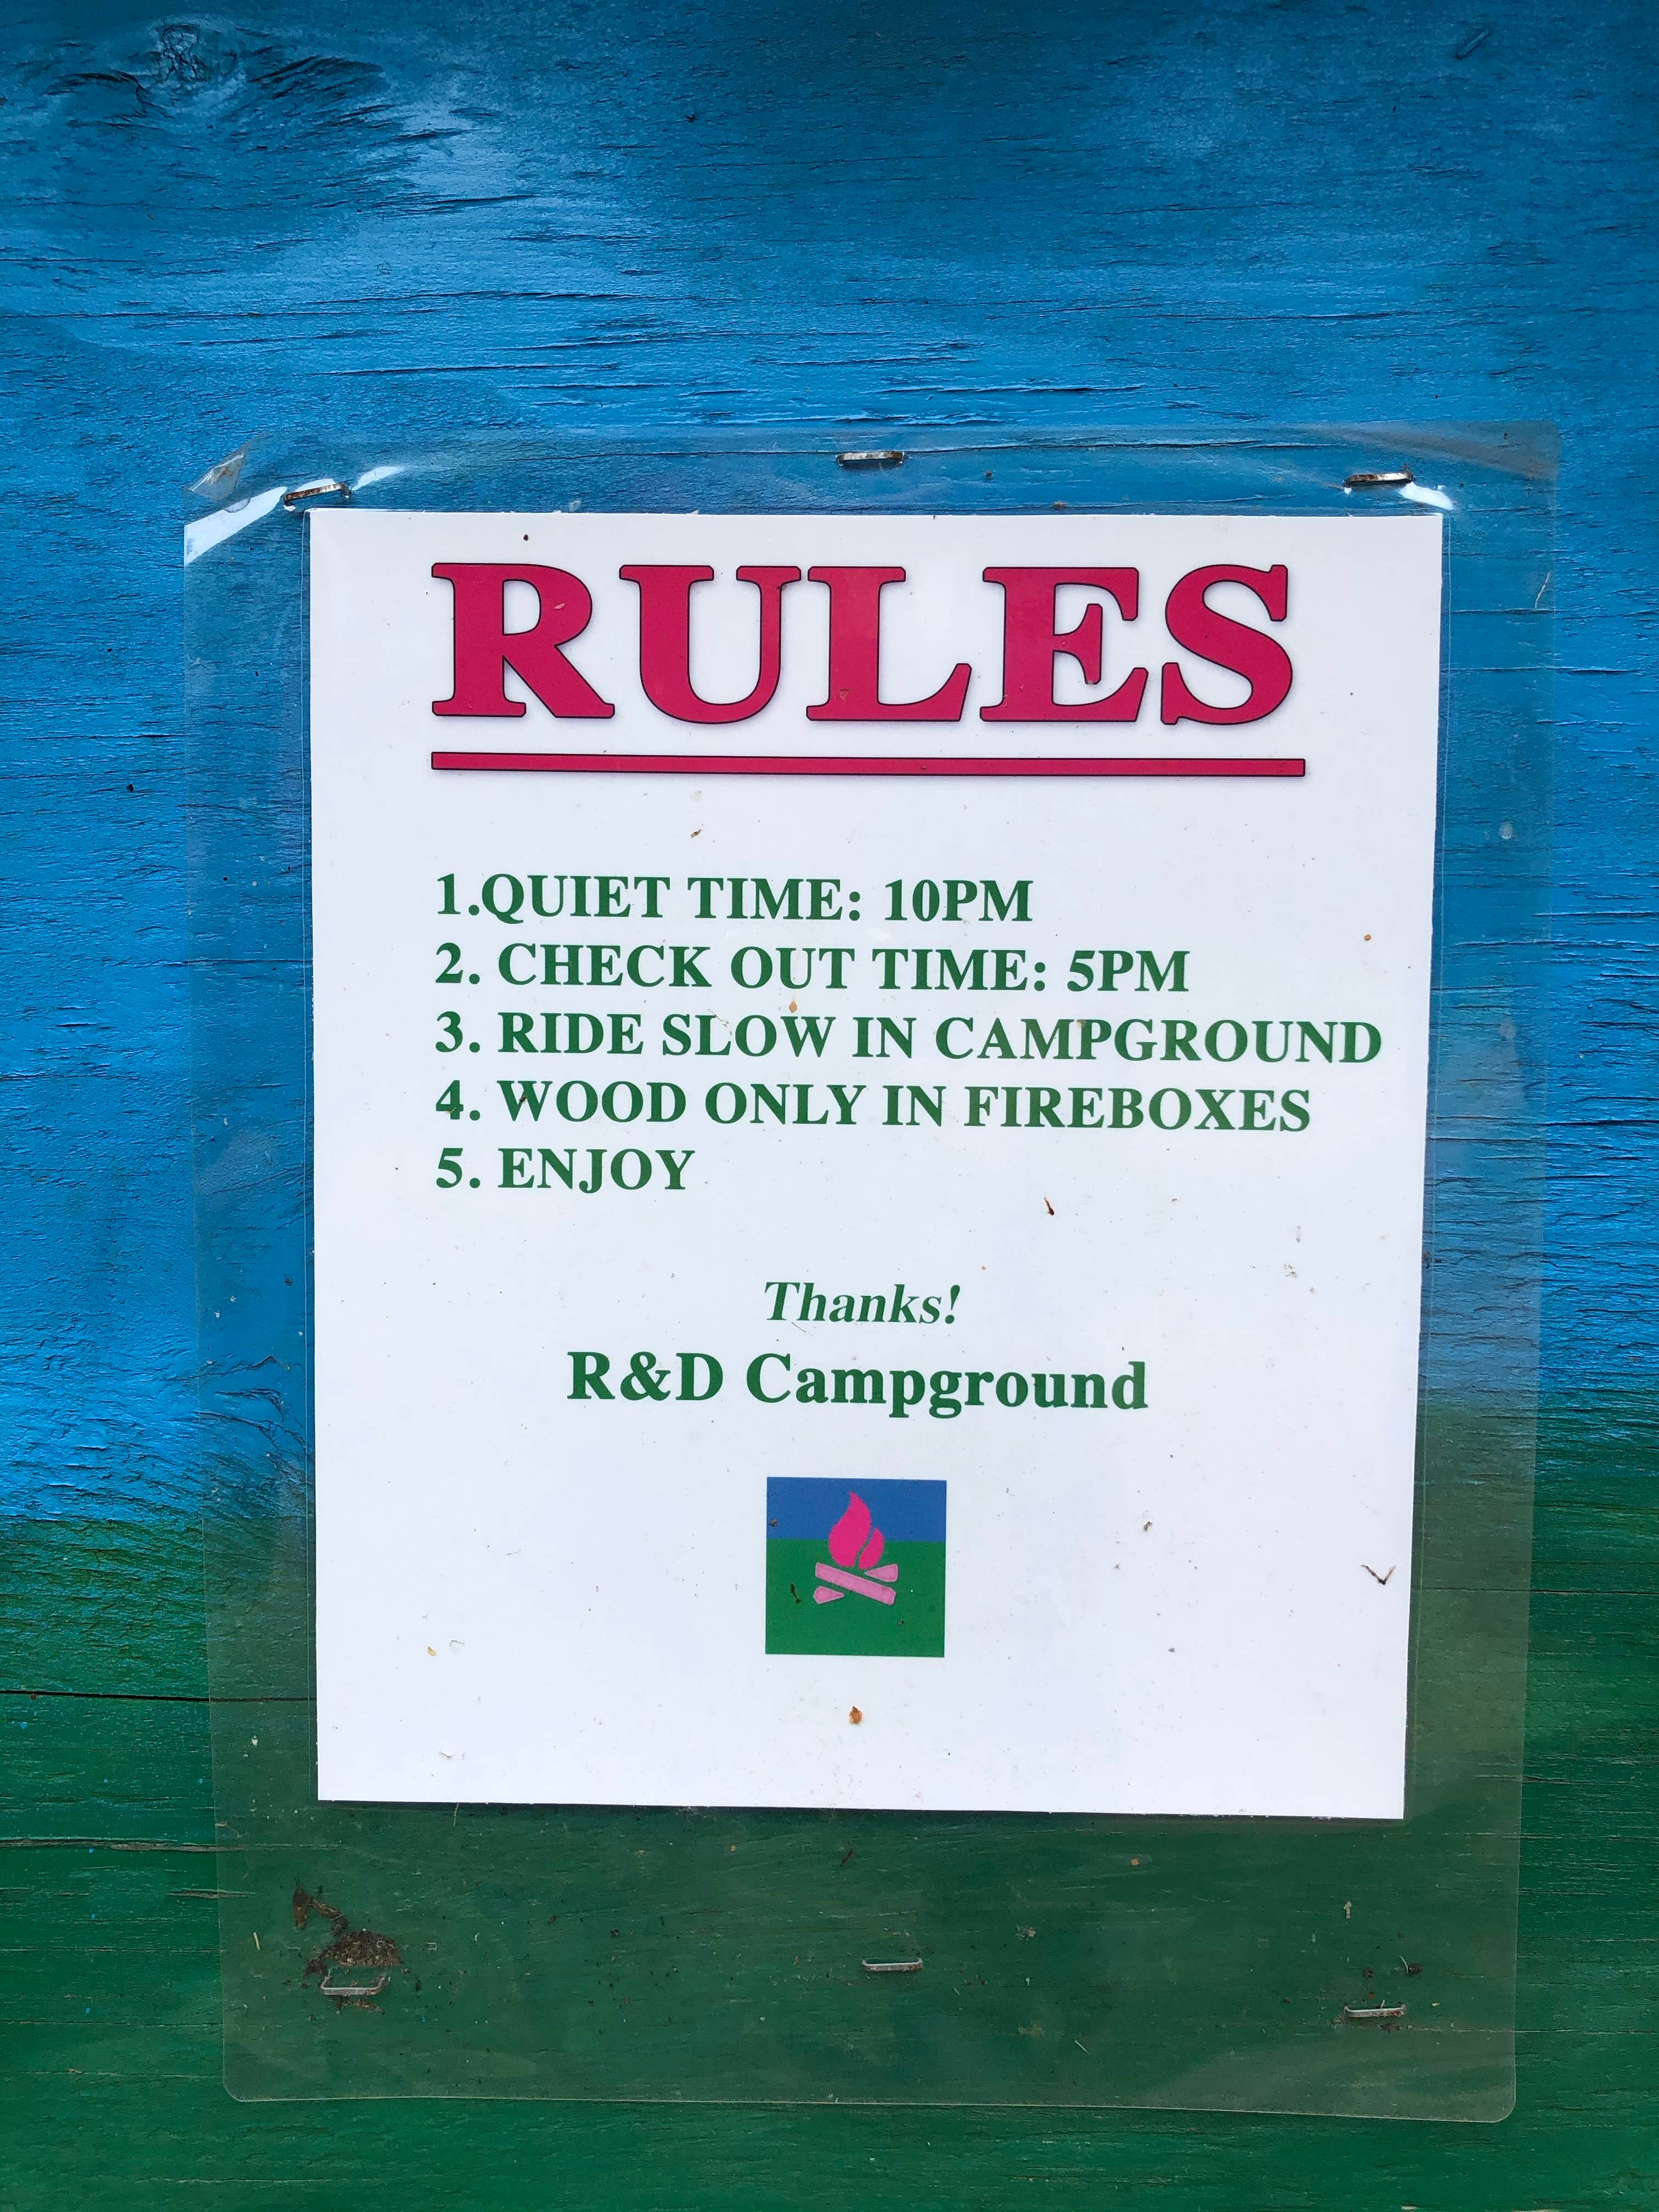 RULES
1.QUIET TIME: 10PM
2. CHECK OUT TIME: 5PM
3. RIDE SLOW IN CAMPGROUND
4. WOOD ONLY IN FIREBOXES
5. ENJOY
Thanks!
R&D Campground